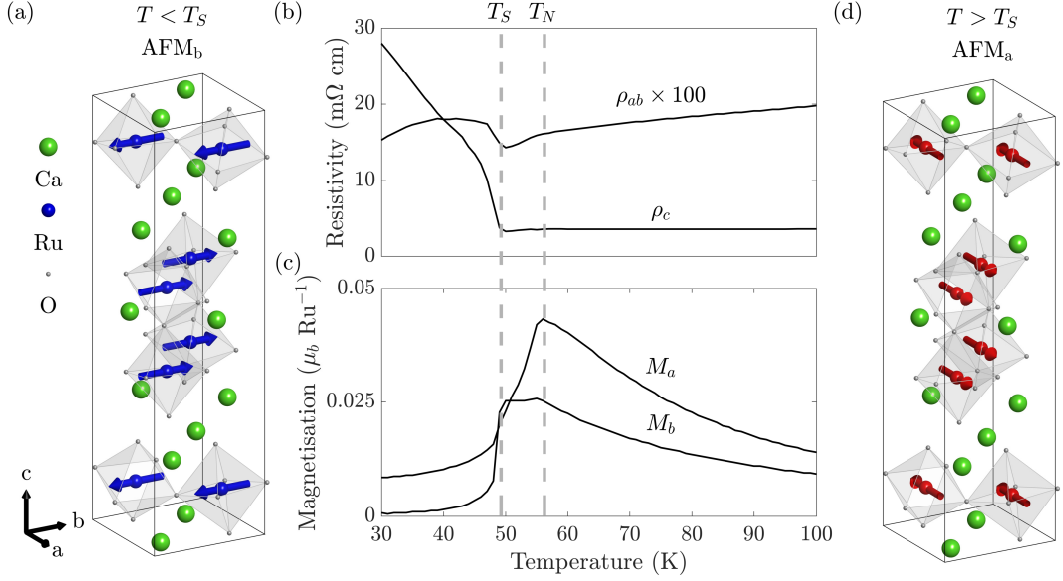 (a)
T < T_S
AFM_b
Ca
Ru
O
c
b
a
(b)
T_S
T_N
Resistivity (mΩ cm)
30
20
10
0
ρ_ab × 100
ρ_c
(c)
Magnetisation (μ_b Ru⁻¹)
0.05
0.025
0
M_a
M_b
30 40 50 60 70 80 90 100
Temperature (K)
(d)
T > T_S
AFM_a